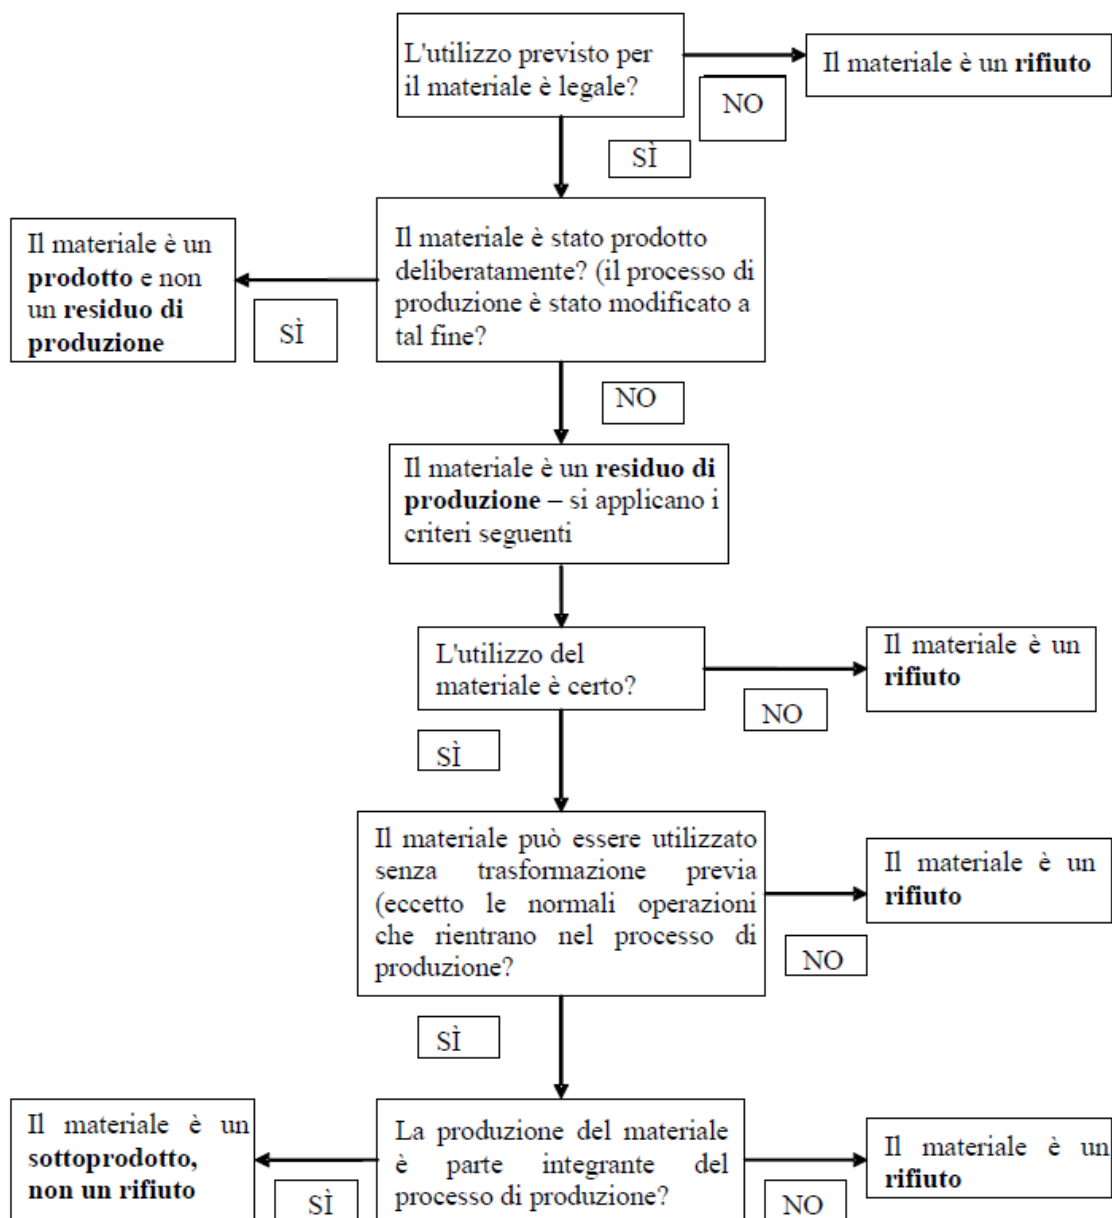 L'utilizzo previsto per
il materiale è legale?
Il materiale è un rifiuto
NO
SÌ
Il materiale è stato prodotto
deliberatamente? (il processo di
produzione è stato modificato a
tal fine?
Il materiale è un
prodotto e non
un residuo di
produzione
SÌ
NO
Il materiale è un residuo di
produzione – si applicano i
criteri seguenti
L'utilizzo del
materiale è certo?
Il materiale è un
rifiuto
NO
SÌ
Il materiale può essere utilizzato
senza trasformazione previa
(eccetto le normali operazioni
che rientrano nel processo di
produzione?
Il materiale è un
rifiuto
NO
SÌ
La produzione del materiale
è parte integrante del
processo di produzione?
Il materiale è un
sottoprodotto,
non un rifiuto
SÌ
Il materiale è un
rifiuto
NO